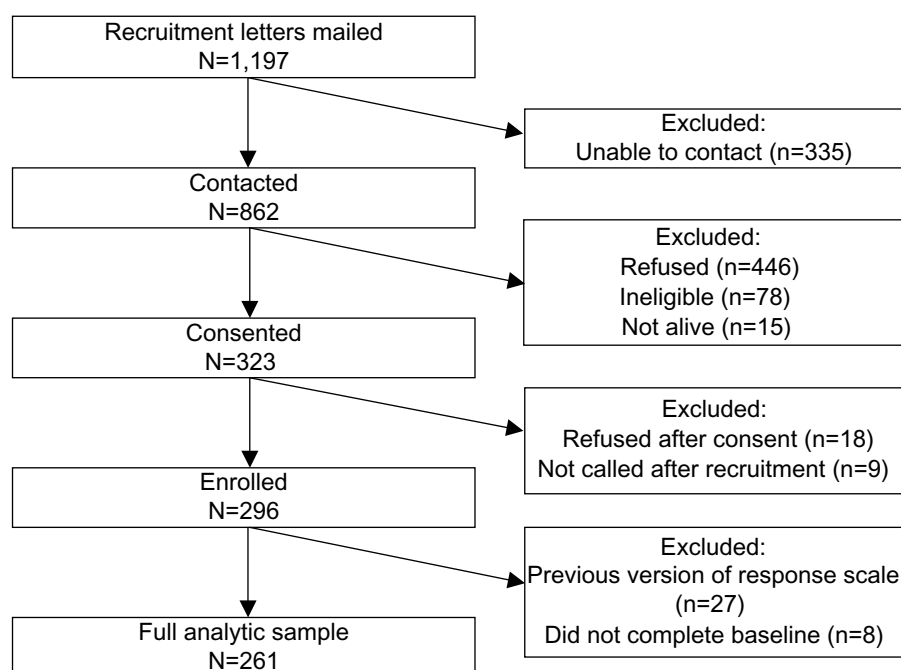 Recruitment letters mailed
N=1,197
Excluded:
Unable to contact (n=335)
Contacted
N=862
Excluded:
Refused (n=446)
Ineligible (n=78)
Not alive (n=15)
Consented
N=323
Excluded:
Refused after consent (n=18)
Not called after recruitment (n=9)
Enrolled
N=296
Excluded:
Previous version of response scale
(n=27)
Did not complete baseline (n=8)
Full analytic sample
N=261